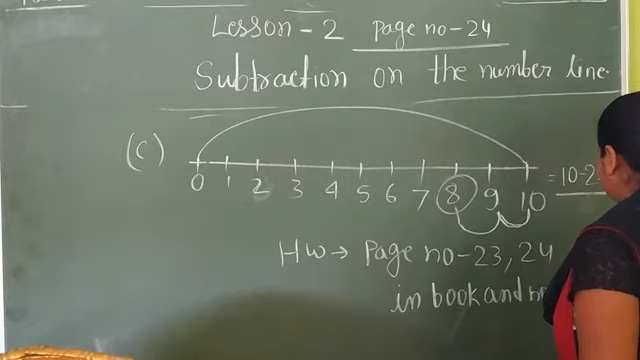 Lesson - 2 page no - 24
Subtraction on the number line.
(c)
0 1 2 3 4 5 6 7 8 9 10
= 10 - 2
Hw → Page no - 23, 24
in book and